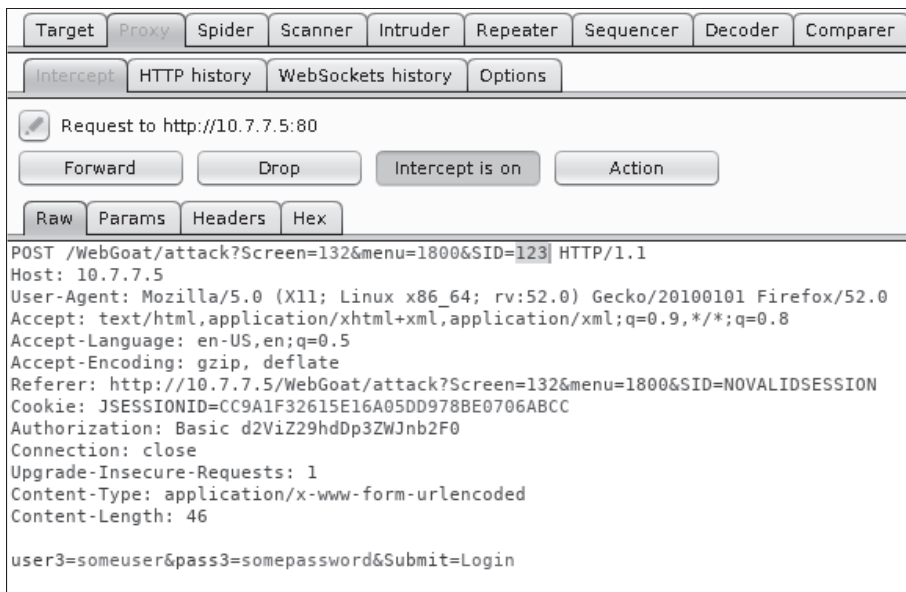 Target Proxy Spider Scanner Intruder Repeater Sequencer Decoder Comparer
Intercept HTTP history WebSockets history Options
Request to http://10.7.7.5:80
Forward Drop Intercept is on Action
Raw Params Headers Hex
POST /WebGoat/attack?Screen=132&menu=1800&SID=123 HTTP/1.1
Host: 10.7.7.5
User-Agent: Mozilla/5.0 (X11; Linux x86_64; rv:52.0) Gecko/20100101 Firefox/52.0
Accept: text/html,application/xhtml+xml,application/xml;q=0.9,*/*;q=0.8
Accept-Language: en-US,en;q=0.5
Accept-Encoding: gzip, deflate
Referer: http://10.7.7.5/WebGoat/attack?Screen=132&menu=1800&SID=NOVALIDSESSION
Cookie: JSESSIONID=CC9A1F32615E16A05DD978BE0706ABCC
Authorization: Basic d2ViZ29hdDp3ZWJnb2F0
Connection: close
Upgrade-Insecure-Requests: 1
Content-Type: application/x-www-form-urlencoded
Content-Length: 46
user3=someuser&pass3=somepassword&Submit=Login